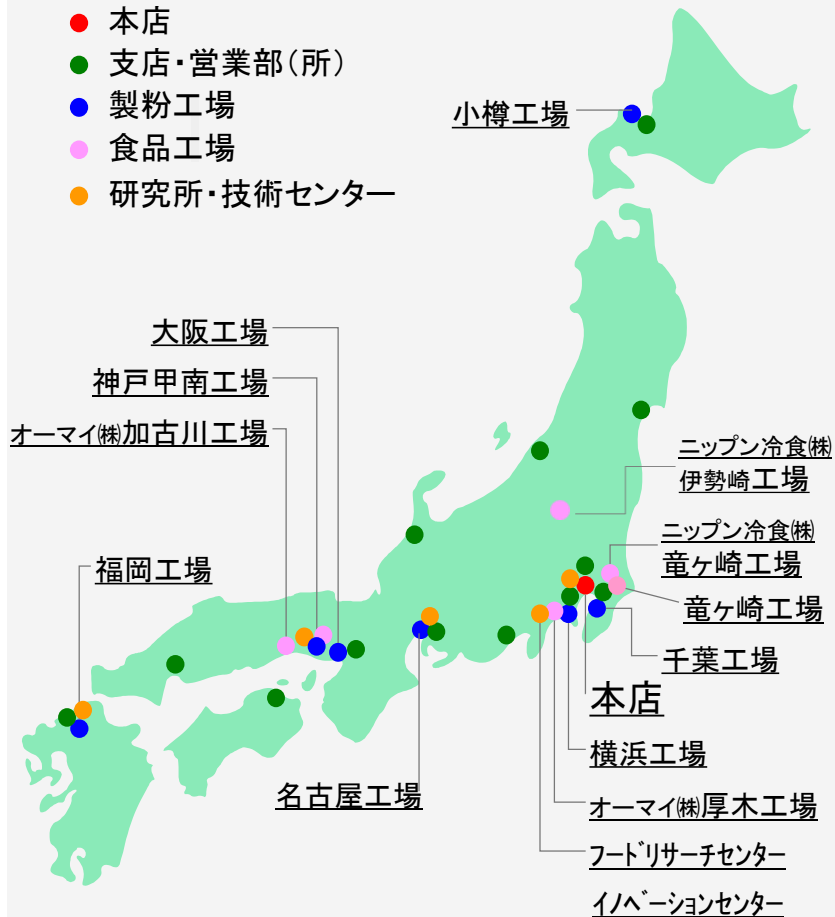 本店
支店・営業部(所)
製粉工場
食品工場
研究所・技術センター
小樽工場
大阪工場
神戸甲南工場
オーマイ㈱加古川工場
福岡工場
ニップン冷食㈱
伊勢崎工場
ニップン冷食㈱
竜ヶ崎工場
竜ヶ崎工場
千葉工場
本店
横浜工場
名古屋工場
オーマイ㈱厚木工場
フードリサーチセンター
イノベーションセンター